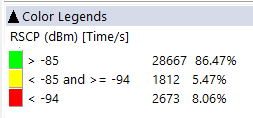 Color Legends
RSCP (dBm) [Time/s]
> -85 28667 86.47%
< -85 and >= -94 1812 5.47%
< -94 2673 8.06%